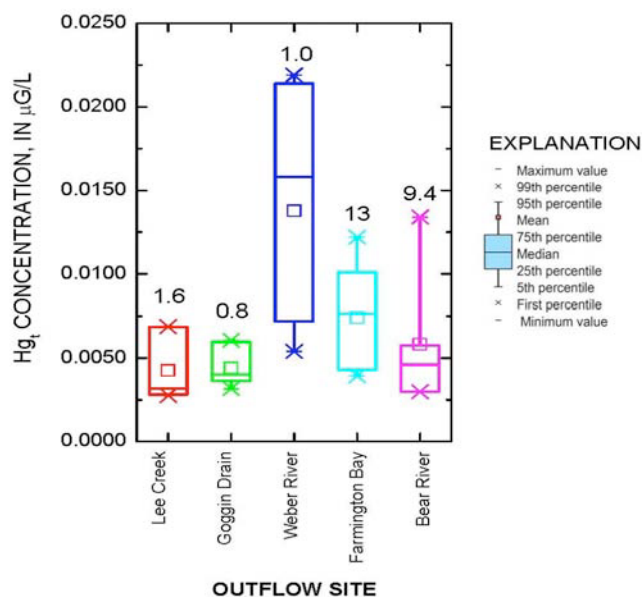 Hgt CONCENTRATION, IN µG/L
0.0250
0.0200
0.0150
0.0100
0.0050
0.0000
1.6
0.8
1.0
13
9.4
Lee Creek
Goggin Drain
Weber River
Farmington Bay
Bear River
OUTFLOW SITE
EXPLANATION
Maximum value
99th percentile
95th percentile
Mean
75th percentile
Median
25th percentile
5th percentile
First percentile
Minimum value